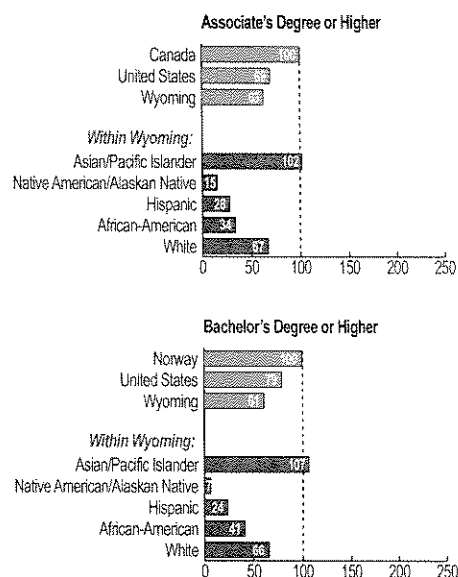 Associate's Degree or Higher
Canada 100
United States
Wyoming
Within Wyoming:
Asian/Pacific Islander 102
Native American/Alaskan Native 15
Hispanic 28
African-American 34
White 67
0 50 100 150 200 250
Bachelor's Degree or Higher
Norway
United States 79
Wyoming 61
Within Wyoming:
Asian/Pacific Islander 107
Native American/Alaskan Native 7
Hispanic 24
African-American 41
White 66
0 50 100 150 200 250